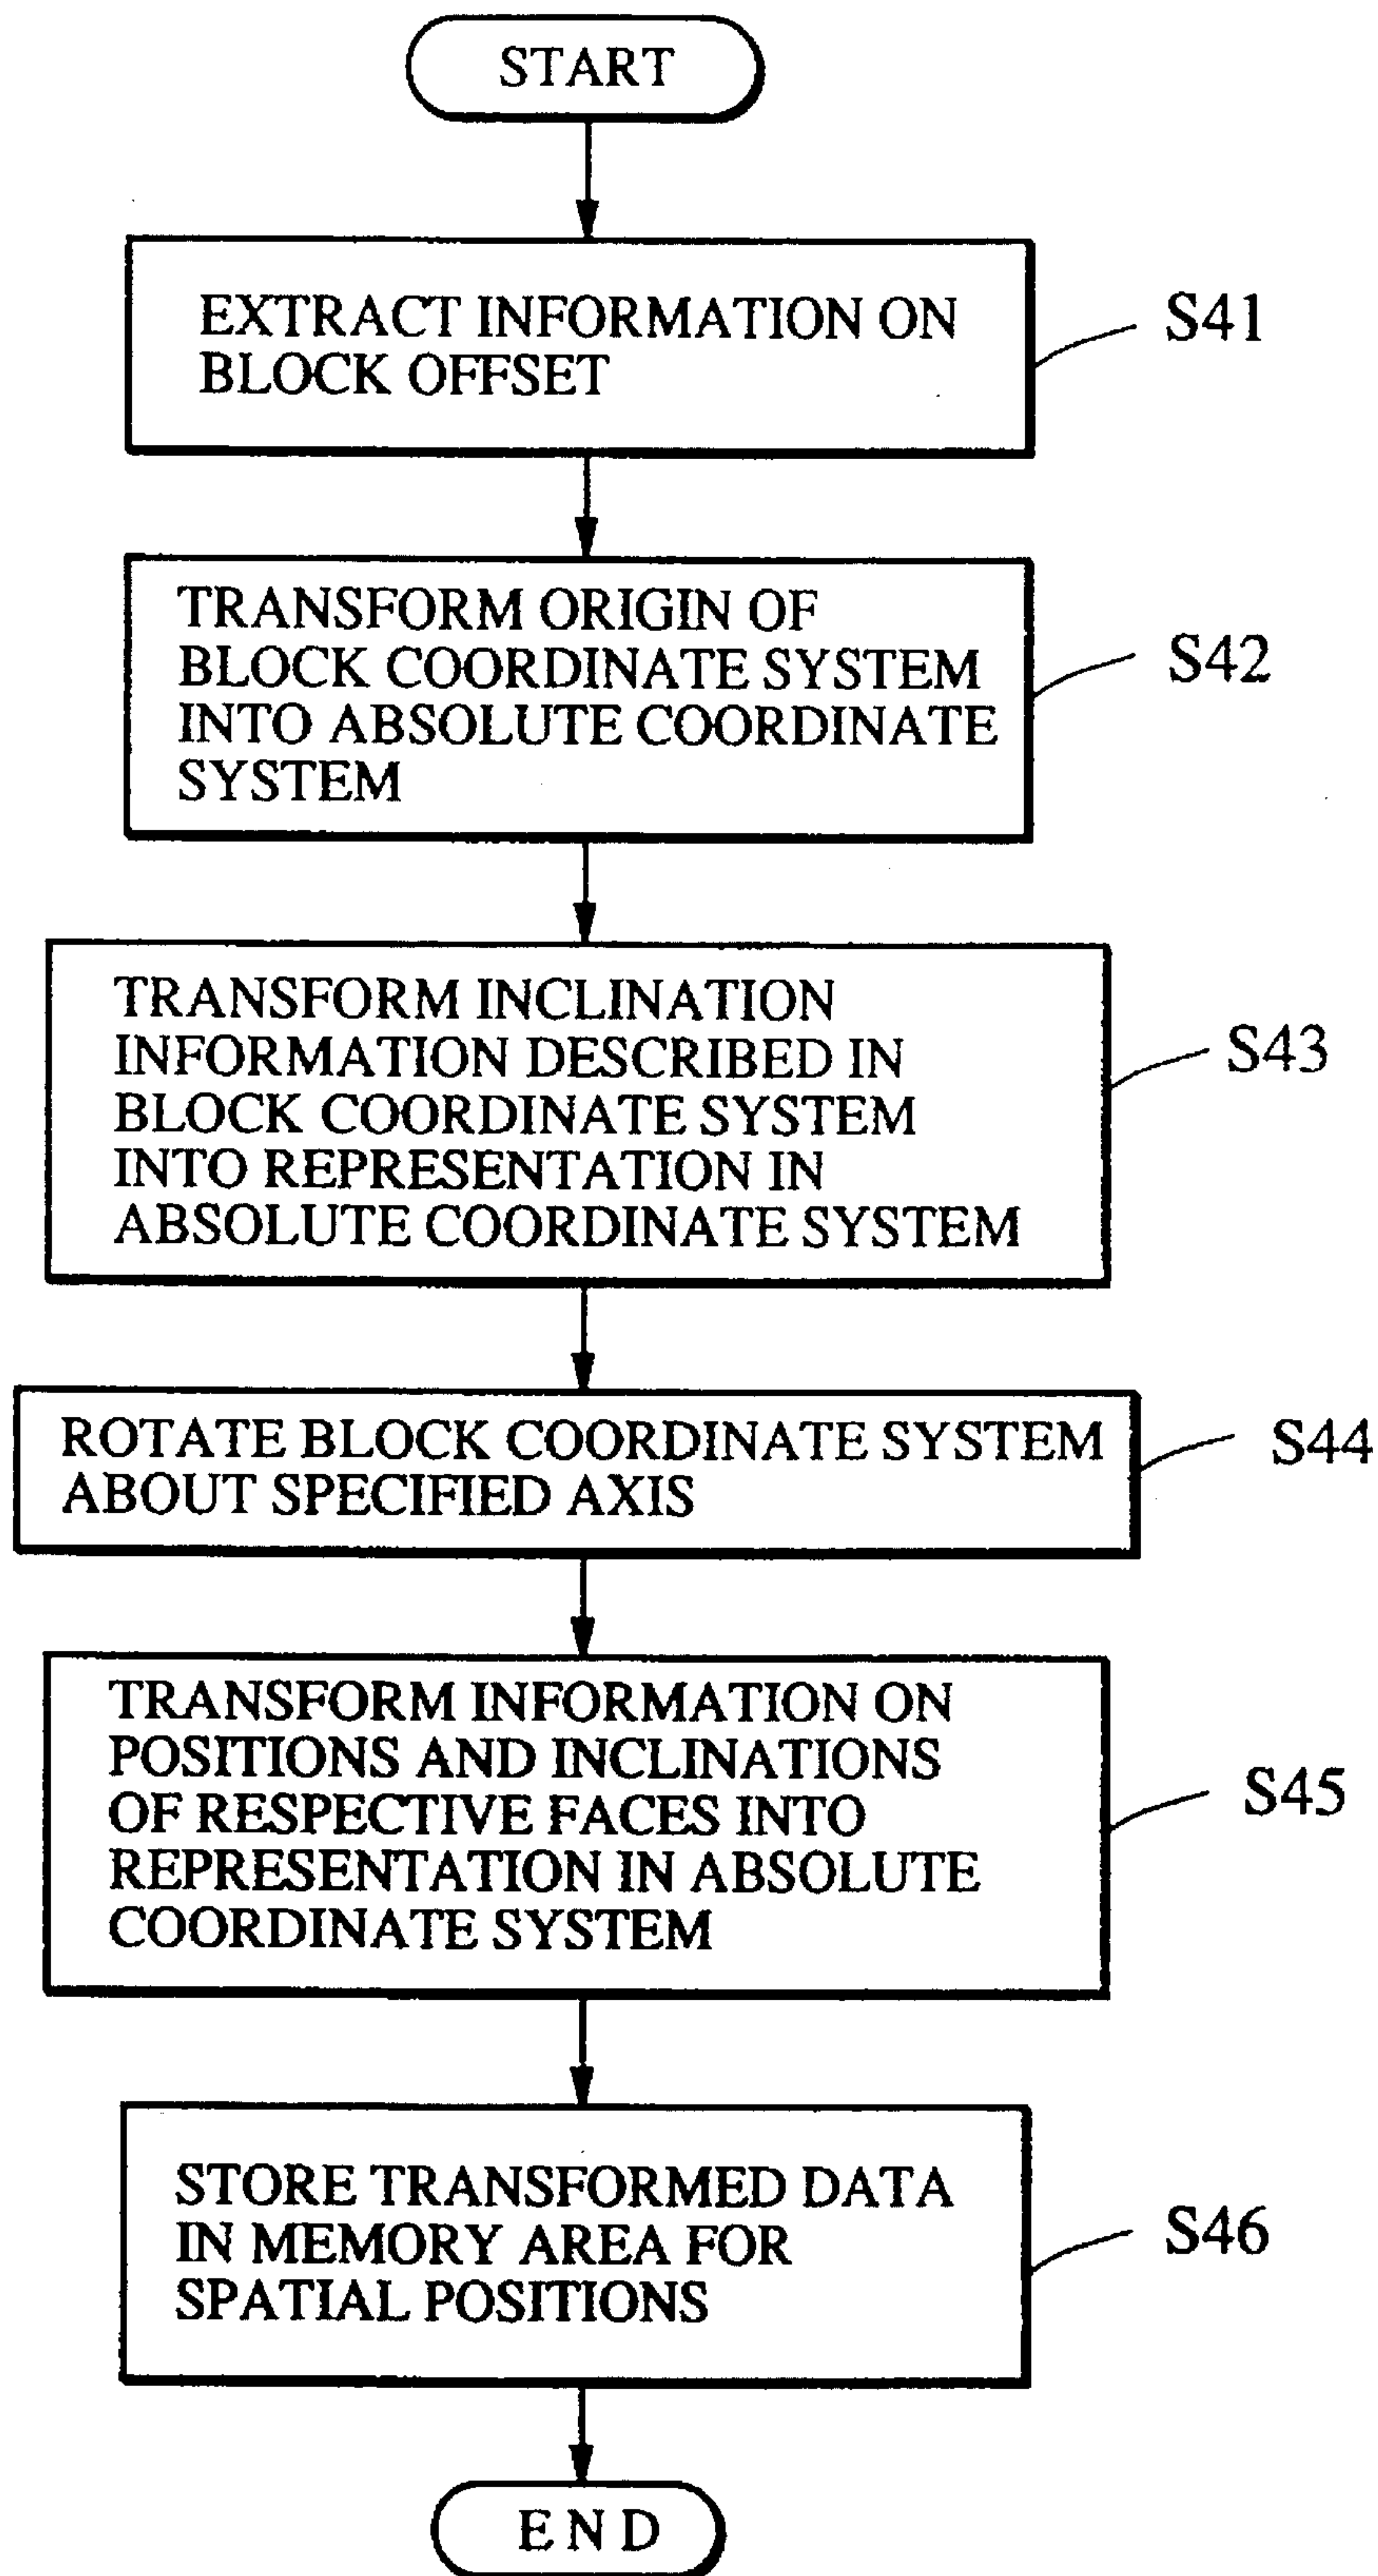 START
EXTRACT INFORMATION ON
BLOCK OFFSET
S41
TRANSFORM ORIGIN OF
BLOCK COORDINATE SYSTEM
INTO ABSOLUTE COORDINATE
SYSTEM
S42
TRANSFORM INCLINATION
INFORMATION DESCRIBED IN
BLOCK COORDINATE SYSTEM
INTO REPRESENTATION IN
ABSOLUTE COORDINATE SYSTEM
S43
ROTATE BLOCK COORDINATE SYSTEM
ABOUT SPECIFIED AXIS
S44
TRANSFORM INFORMATION ON
POSITIONS AND INCLINATIONS
OF RESPECTIVE FACES INTO
REPRESENTATION IN ABSOLUTE
COORDINATE SYSTEM
S45
STORE TRANSFORMED DATA
IN MEMORY AREA FOR
SPATIAL POSITIONS
S46
END